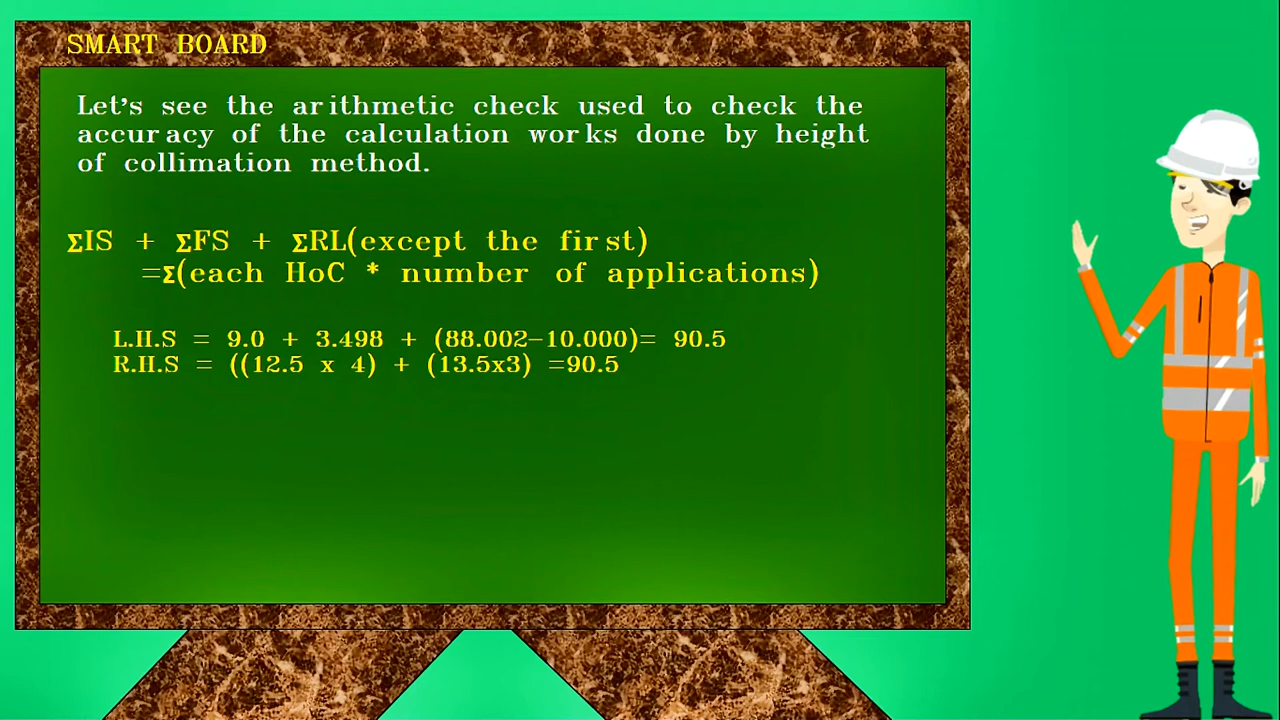 SMART BOARD
Let's see the arithmetic check used to check the
accuracy of the calculation works done by height
of collimation method.
ΣIS + ΣFS + ΣRL(except the first)
=Σ(each HoC * number of applications)
L.H.S = 9.0 + 3.498 + (88.002-10.000)= 90.5
R.H.S = ((12.5 x 4) + (13.5x3) =90.5